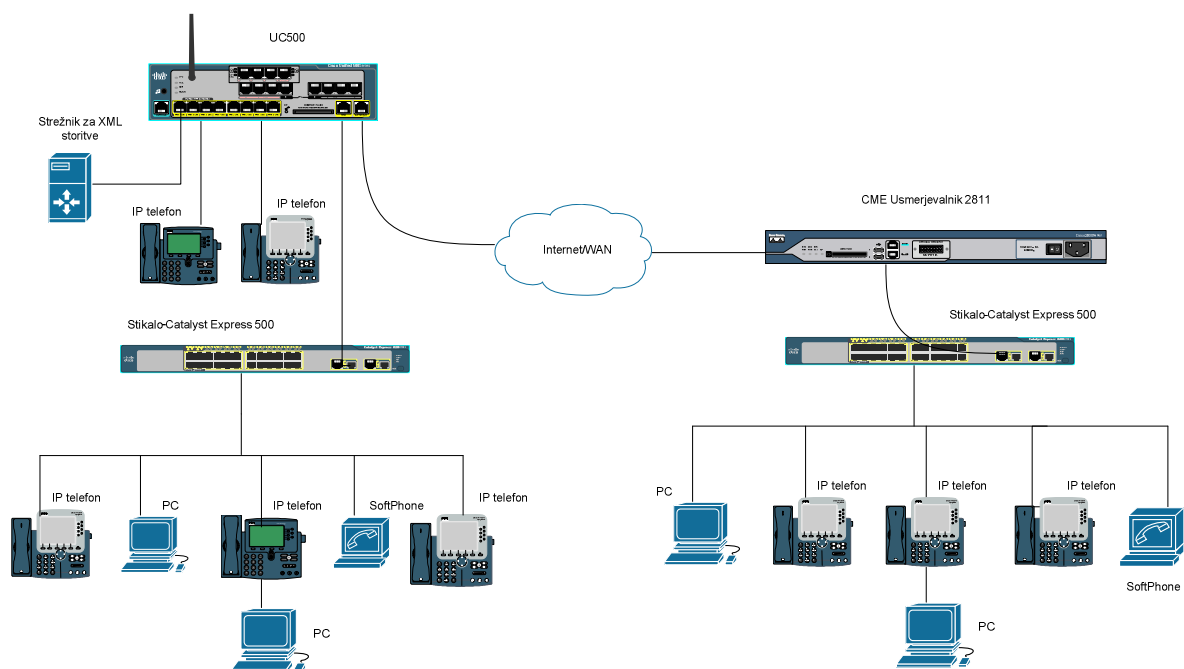 UC500
Strežnik za XML
storitve
IP telefon
IP telefon
CME Usmerjevalnik 2811
Internet/WAN
Stikalo-Catalyst Express 500
Stikalo-Catalyst Express 500
IP telefon
PC
IP telefon
SoftPhone
IP telefon
PC
IP telefon
IP telefon
IP telefon
SoftPhone
PC
PC